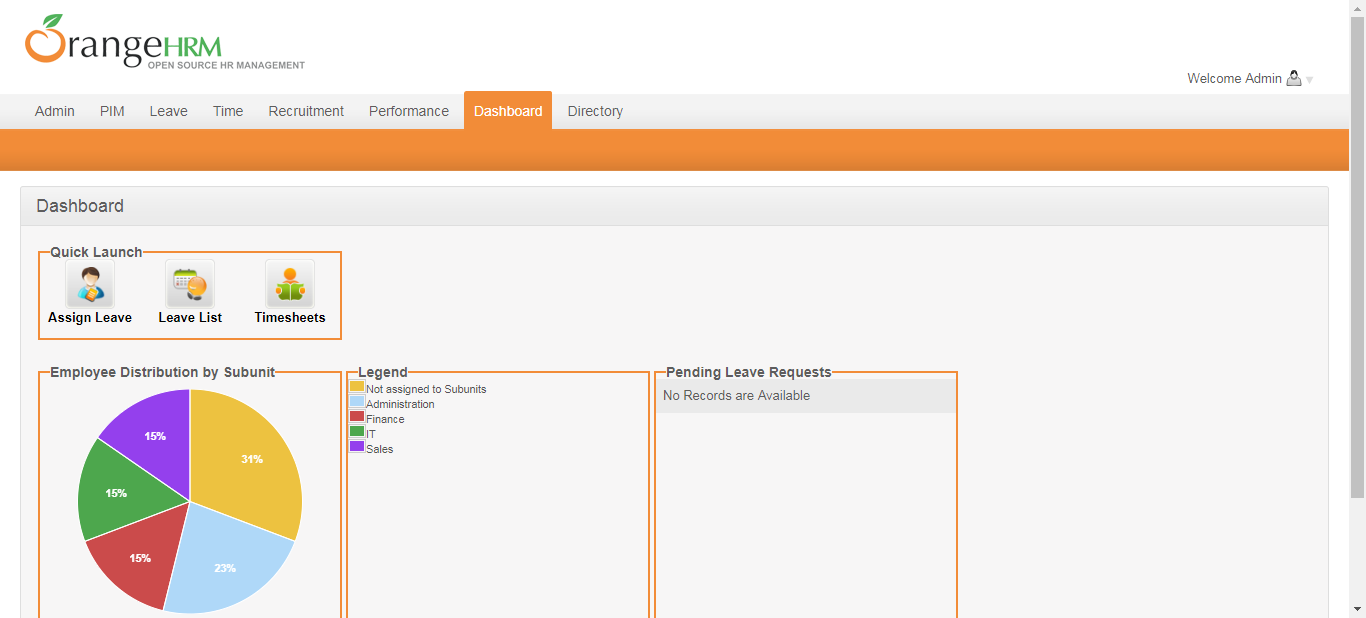 OrangeHRM
OPEN SOURCE HR MANAGEMENT
Welcome Admin
Admin PIM Leave Time Recruitment Performance Dashboard Directory
Dashboard
Quick Launch
Assign Leave Leave List Timesheets
Employee Distribution by Subunit
15%
31%
15%
15%
23%
Legend
Not assigned to Subunits
Administration
Finance
IT
Sales
Pending Leave Requests
No Records are Available